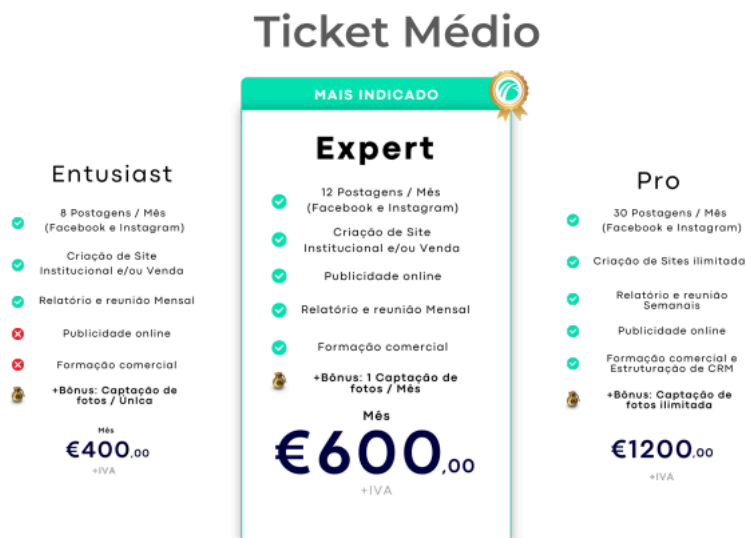 Ticket Médio
Entusiast
8 Postagens / Mês
(Facebook e Instagram)
Criação de Site
Institucional e/ou Venda
Relatório e reunião Mensal
Publicidade online
Formação comercial
+Bônus: Captação de
fotos / Única
Mês
€400,00
+IVA
MAIS INDICADO
Expert
12 Postagens / Mês
(Facebook e Instagram)
Criação de Site
Institucional e/ou Venda
Publicidade online
Relatório e reunião Mensal
Formação comercial
+Bônus: 1 Captação de
fotos / Mês
Mês
€600,00
+IVA
Pro
30 Postagens / Mês
(Facebook e Instagram)
Criação de Sites ilimitada
Relatório e reunião
Semanais
Publicidade online
Formação comercial e
Estruturação de CRM
+Bônus: Captação de
fotos ilimitada
€1200,00
+IVA